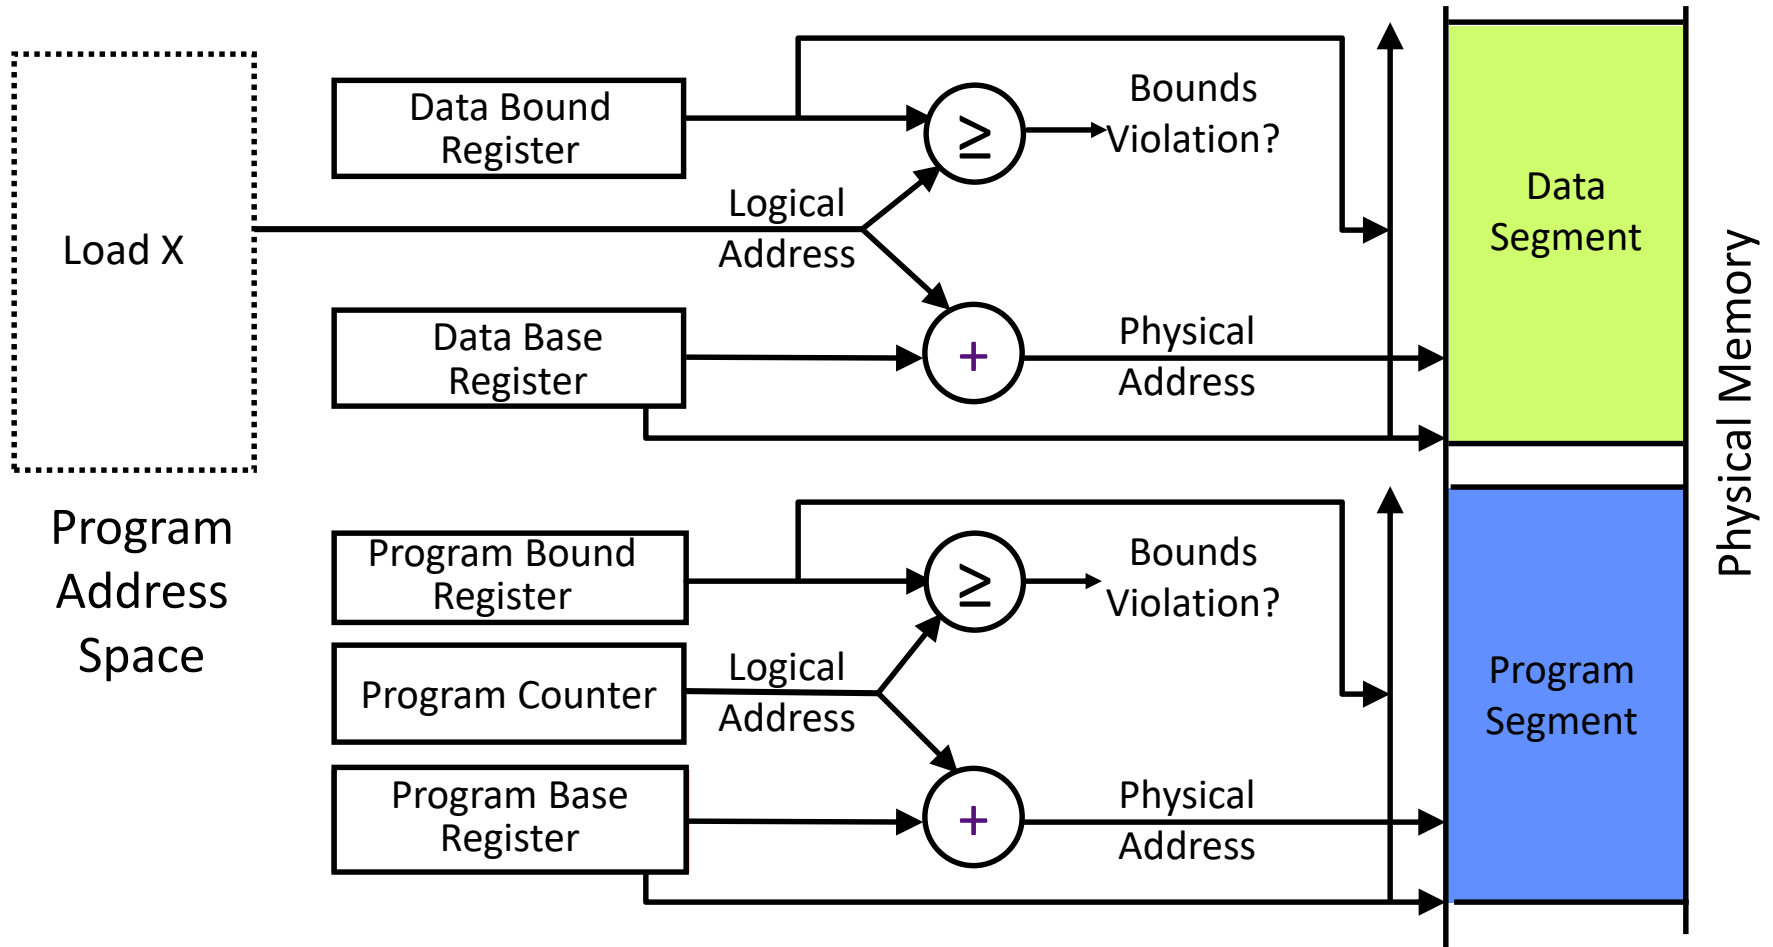 Data Bound
Register
≥
Bounds
Violation?
Load X
Logical
Address
Data Base
Register
+
Physical
Address
Data
Segment
Program
Address
Space
Program Bound
Register
≥
Bounds
Violation?
Program Counter
Logical
Address
Program Base
Register
+
Physical
Address
Program
Segment
Physical Memory